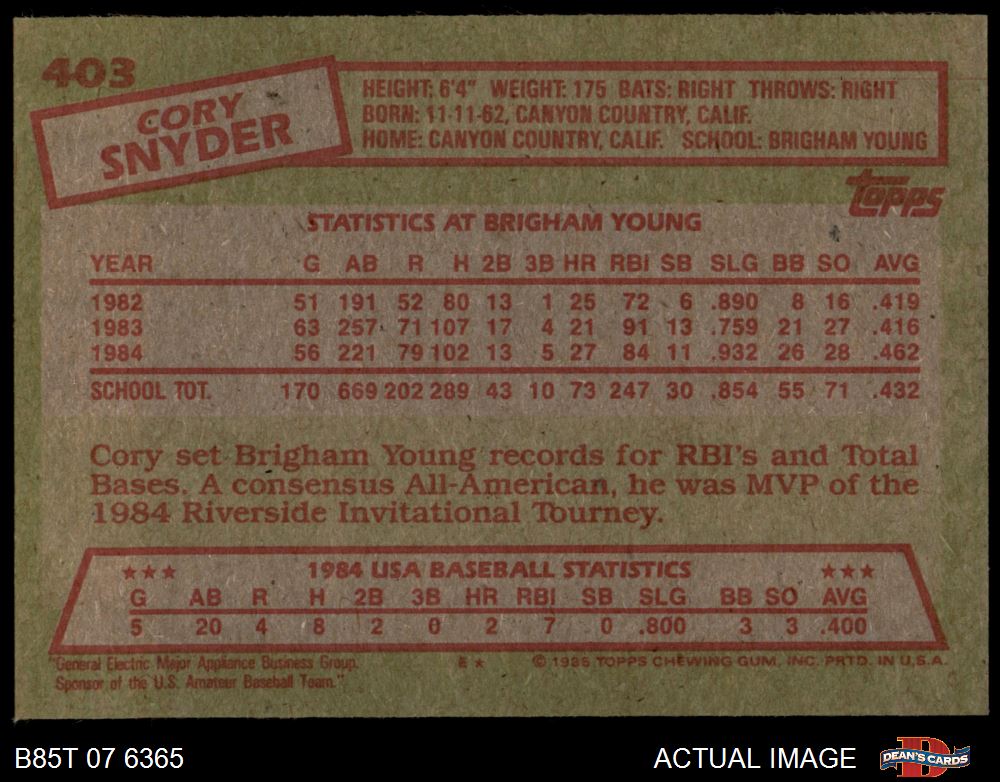 403
CORY
SNYDER
HEIGHT: 6'4" WEIGHT: 175 BATS: RIGHT THROWS: RIGHT
BORN: 11-11-62, CANYON COUNTRY, CALIF.
HOME: CANYON COUNTRY, CALIF. SCHOOL: BRIGHAM YOUNG
topps
STATISTICS AT BRIGHAM YOUNG
YEAR G AB R H 2B 3B HR RBI SB SLG BB SO AVG
1982 51 191 52 80 13 1 25 72 6 .890 8 16 .419
1983 63 257 71 107 17 4 21 91 13 .759 21 27 .416
1984 56 221 79 102 13 5 27 84 11 .932 26 28 .462
SCHOOL TOT. 170 669 202 289 43 10 73 247 30 .854 55 71 .432
Cory set Brigham Young records for RBI's and Total
Bases. A consensus All-American, he was MVP of the
1984 Riverside Invitational Tourney.
★★★ 1984 USA BASEBALL STATISTICS ★★★
G AB R H 2B 3B HR RBI SB SLG BB SO AVG
5 20 4 8 2 0 2 7 0 .800 3 3 .400
"General Electric Major Appliance Business Group. E★ © 1985 TOPPS CHEWING GUM, INC. PRTD. IN U.S.A.
Sponsor of the U.S. Amateur Baseball Team."
B85T 07 6365 ACTUAL IMAGE DEAN'S CARDS